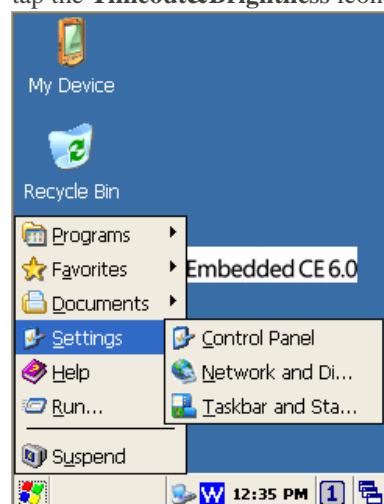 tap the Timeout&Brightness icon
My Device
Recycle Bin
Programs
Favorites
Embedded CE 6.0
Documents
Settings
Control Panel
Help
Network and Di...
Run...
Taskbar and Sta...
Suspend
W 12:35 PM 1